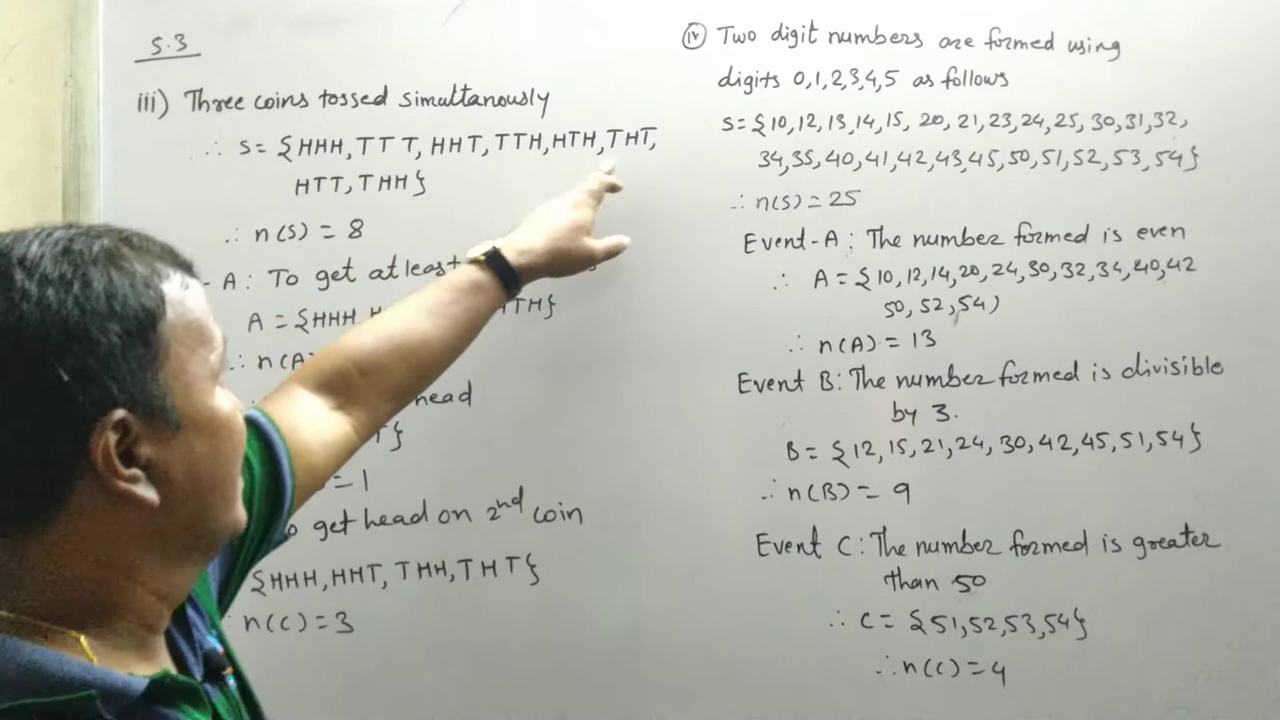 5.3
iii) Three coins tossed simultanously
∴ S = {HHH, TTT, HHT, TTH, HTH, THT,
HTT, THH}
∴ n(S) = 8
- A: To get atleast
A = {HHH, TTH}
∴ n(A)=
head
}
= 1
get head on 2nd coin
{HHH, HHT, THH, THT}
n(C) = 3
iv) Two digit numbers are formed using
digits 0,1,2,3,4,5 as follows
S = {10, 12, 13, 14, 15, 20, 21, 23, 24, 25, 30, 31, 32,
34, 35, 40, 41, 42, 43, 45, 50, 51, 52, 53, 54}
∴ n(S) = 25
Event-A: The number formed is even
∴ A = {10, 12, 14, 20, 24, 30, 32, 34, 40, 42
50, 52, 54)
∴ n(A) = 13
Event B: The number formed is divisible
by 3.
B = {12, 15, 21, 24, 30, 42, 45, 51, 54}
∴ n(B) = 9
Event C: The number formed is greater
than 50
∴ C = {51, 52, 53, 54}
∴ n(C) = 4